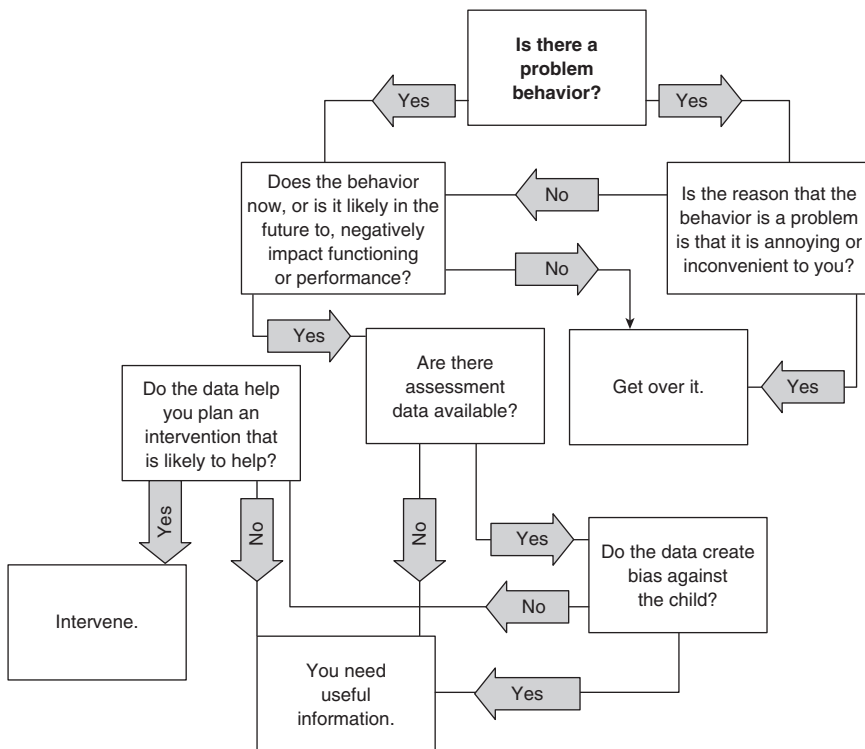 Is there a
problem
behavior?
Yes
Yes
Does the behavior
now, or is it likely in the
future to, negatively
impact functioning
or performance?
No
No
Is the reason that the
behavior is a problem
is that it is annoying or
inconvenient to you?
Yes
Are there
assessment
data available?
Get over it.
Yes
Do the data help
you plan an
intervention that
is likely to help?
Yes
No
No
Yes
Do the data create
bias against
the child?
No
Intervene.
You need
useful
information.
Yes